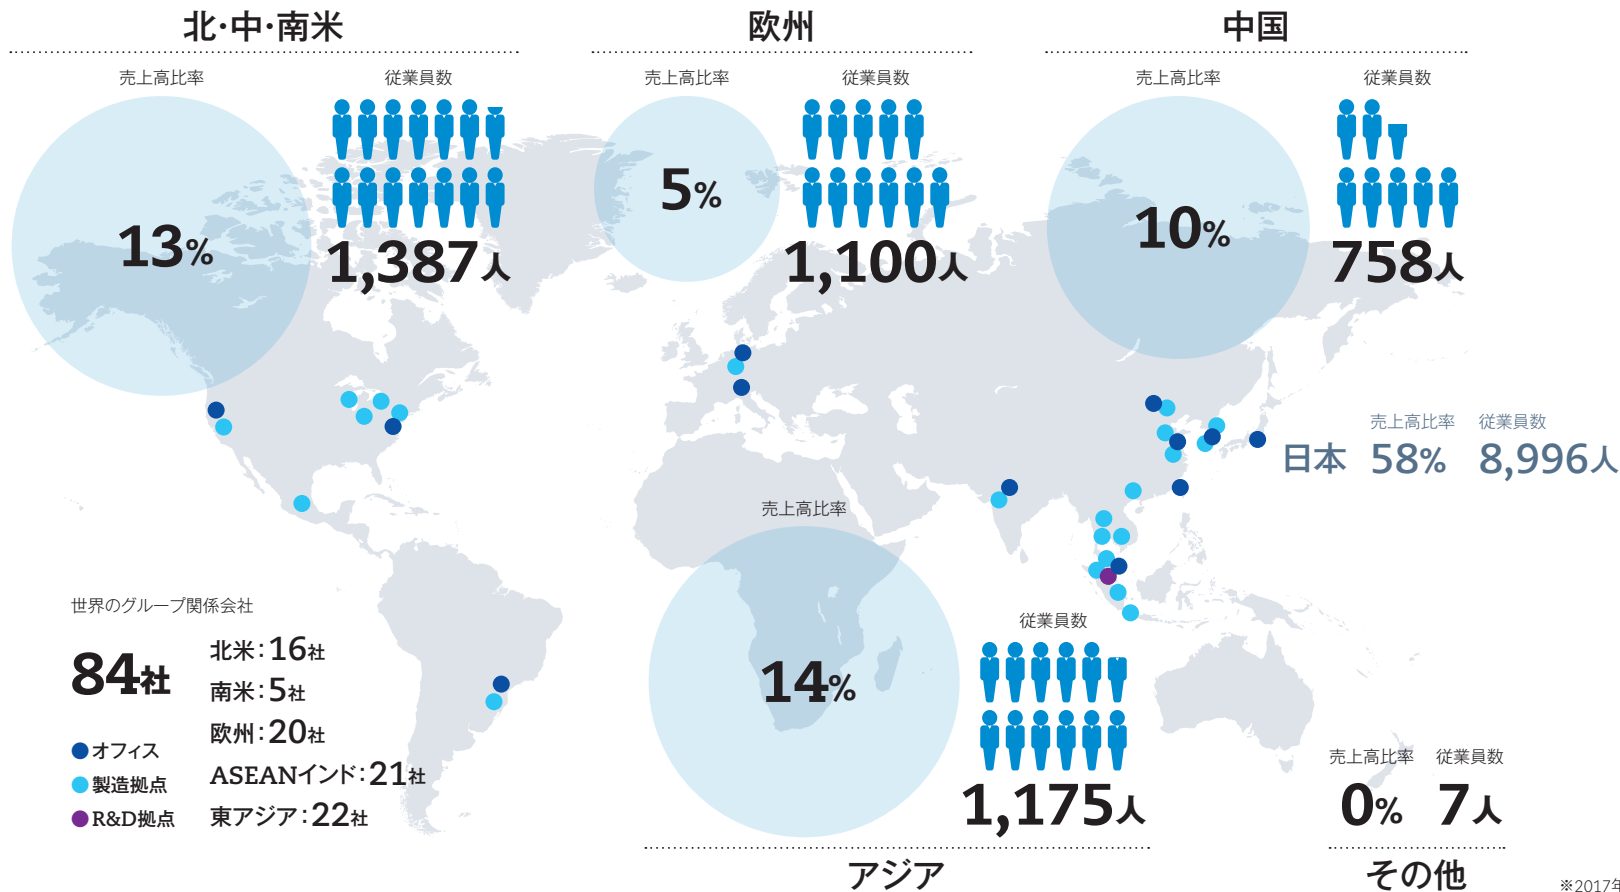 北・中・南米
売上高比率
従業員数
13%
1,387人
欧州
売上高比率
従業員数
5%
1,100人
中国
売上高比率
従業員数
10%
758人
売上高比率
従業員数
日本
58%
8,996人
売上高比率
14%
従業員数
1,175人
アジア
世界のグループ関係会社
84社
北米：16社
南米：5社
欧州：20社
ASEANインド：21社
東アジア：22社
オフィス
製造拠点
R&D拠点
売上高比率
従業員数
0%
7人
その他
※2017年